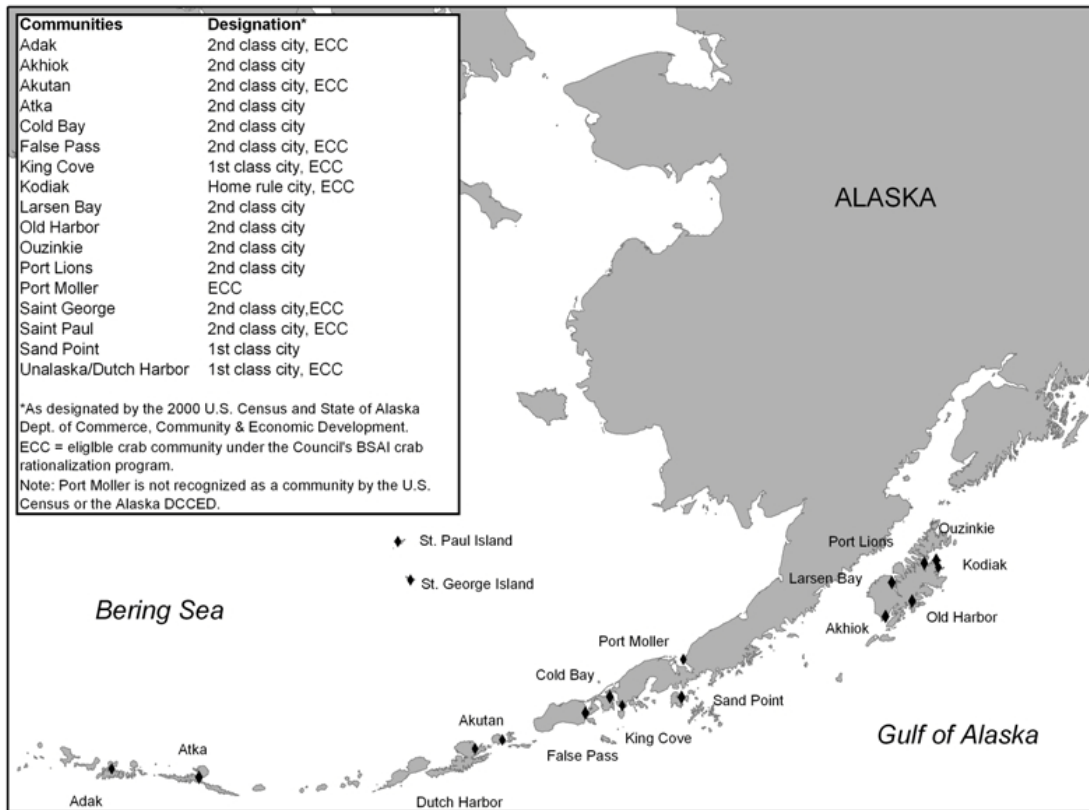 Communities Designation*
Adak 2nd class city, ECC
Akhiok 2nd class city
Akutan 2nd class city, ECC
Atka 2nd class city
Cold Bay 2nd class city
False Pass 2nd class city, ECC
King Cove 1st class city, ECC
Kodiak Home rule city, ECC
Larsen Bay 2nd class city
Old Harbor 2nd class city
Ouzinkie 2nd class city
Port Lions 2nd class city
Port Moller ECC
Saint George 2nd class city,ECC
Saint Paul 2nd class city, ECC
Sand Point 1st class city
Unalaska/Dutch Harbor 1st class city, ECC
*As designated by the 2000 U.S. Census and State of Alaska
Dept. of Commerce, Community & Economic Development.
ECC = eligible crab community under the Council's BSAI crab
rationalization program.
Note: Port Moller is not recognized as a community by the U.S.
Census or the Alaska DCCED.
ALASKA
St. Paul Island
St. George Island
Bering Sea
Ouzinkie
Port Lions
Kodiak
Larsen Bay
Old Harbor
Akhiok
Port Moller
Cold Bay
Sand Point
King Cove
False Pass
Gulf of Alaska
Akutan
Dutch Harbor
Atka
Adak